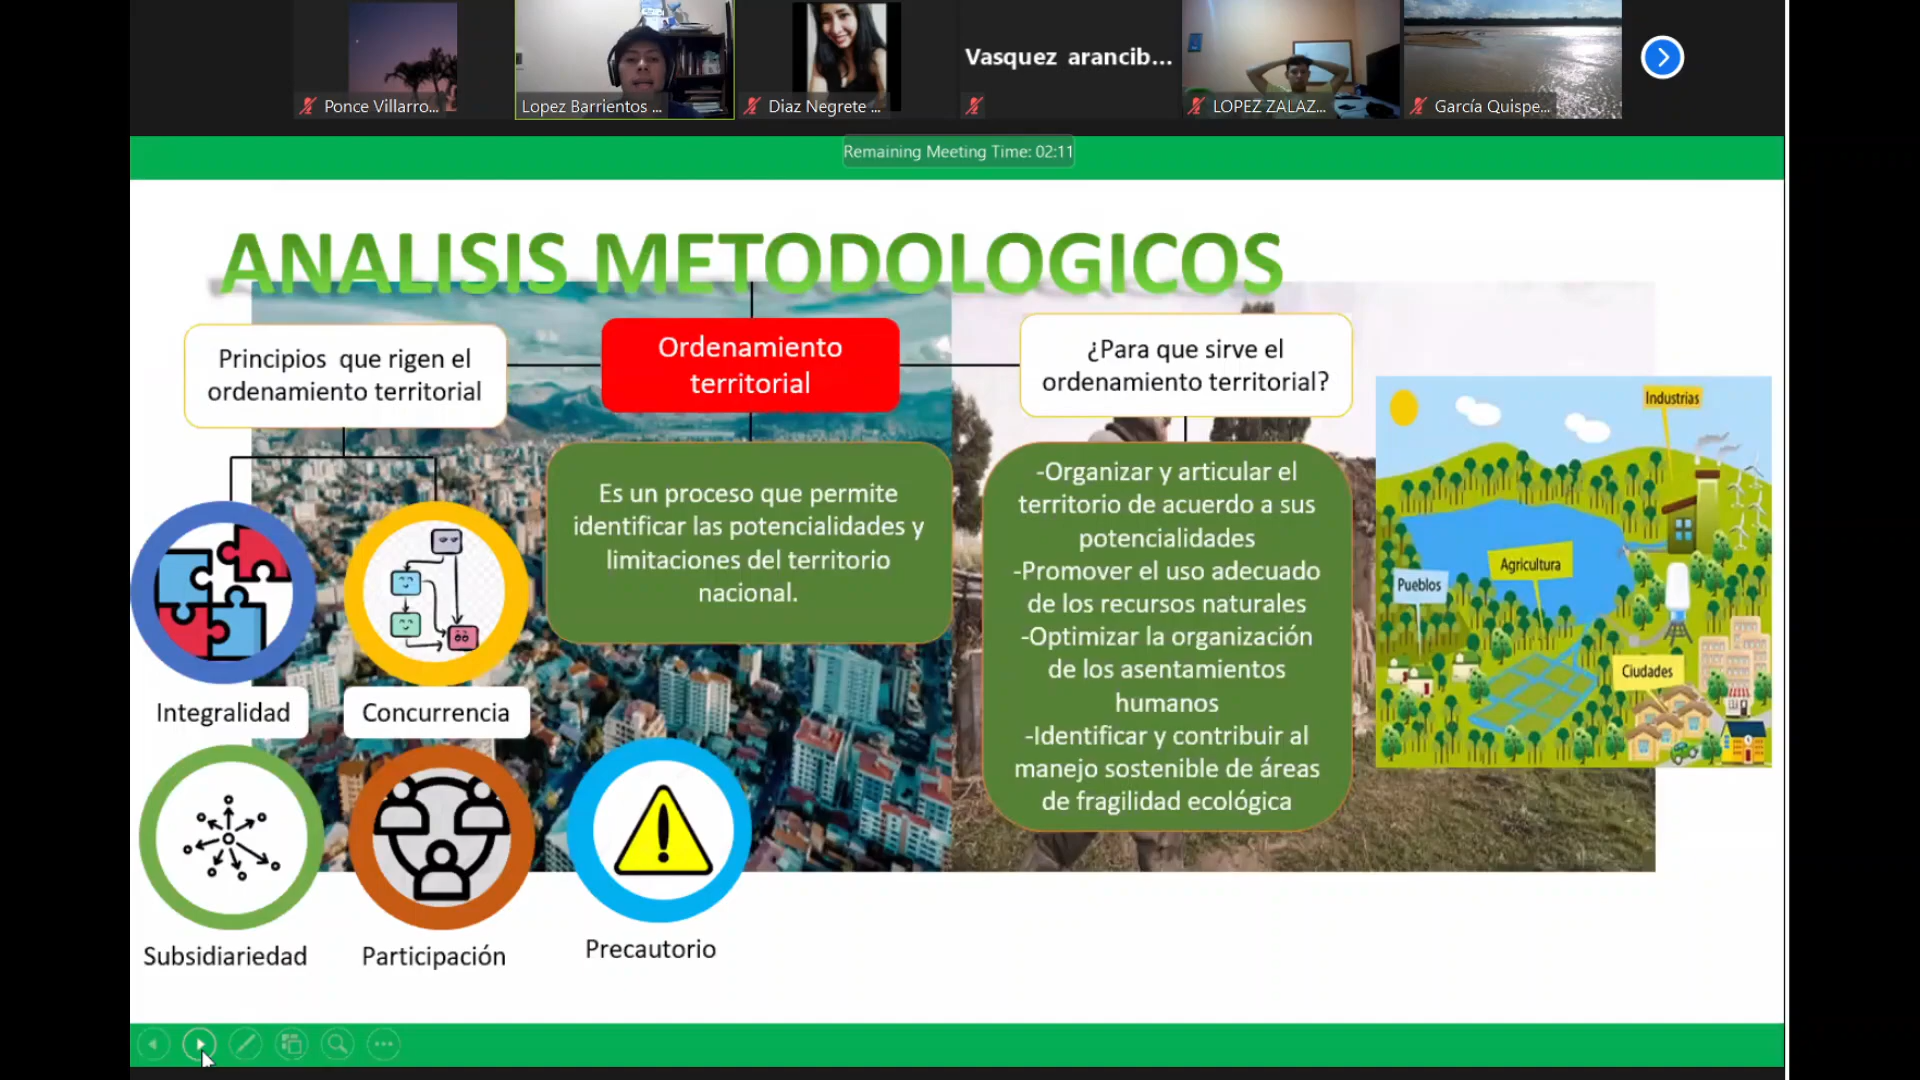 Ponce Villarro...
Lopez Barrientos ...
Diaz Negrete ...
Vasquez arancib...
LOPEZ ZALAZ...
García Quispe...
Remaining Meeting Time: 02:11
ANALISIS METODOLOGICOS
Principios que rigen el
ordenamiento territorial
Ordenamiento
territorial
¿Para que sirve el
ordenamiento territorial?
Es un proceso que permite
identificar las potencialidades y
limitaciones del territorio
nacional.
-Organizar y articular el
territorio de acuerdo a sus
potencialidades
-Promover el uso adecuado
de los recursos naturales
-Optimizar la organización
de los asentamientos
humanos
-Identificar y contribuir al
manejo sostenible de áreas
de fragilidad ecológica
Industrias
Agricultura
Pueblos
Ciudades
Integralidad
Concurrencia
Subsidiariedad
Participación
Precautorio